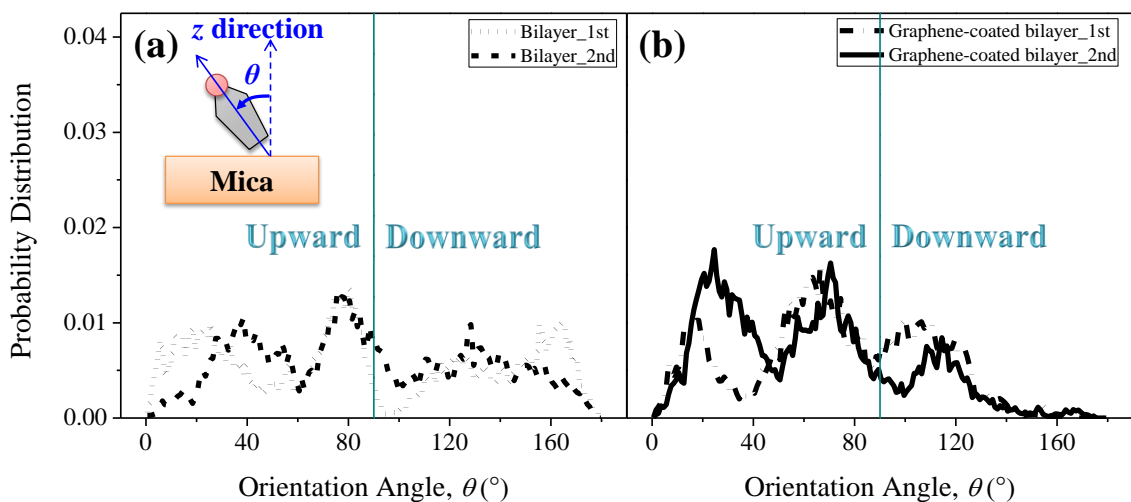 (a)
z direction
θ
Mica
Bilayer_1st
Bilayer_2nd
Upward
Downward
(b)
Graphene-coated bilayer_1st
Graphene-coated bilayer_2nd
Upward
Downward
Probability Distribution
0.04
0.03
0.02
0.01
0.00
0 40 80 120 160
0 40 80 120 160
Orientation Angle, θ (°)
Orientation Angle, θ (°)